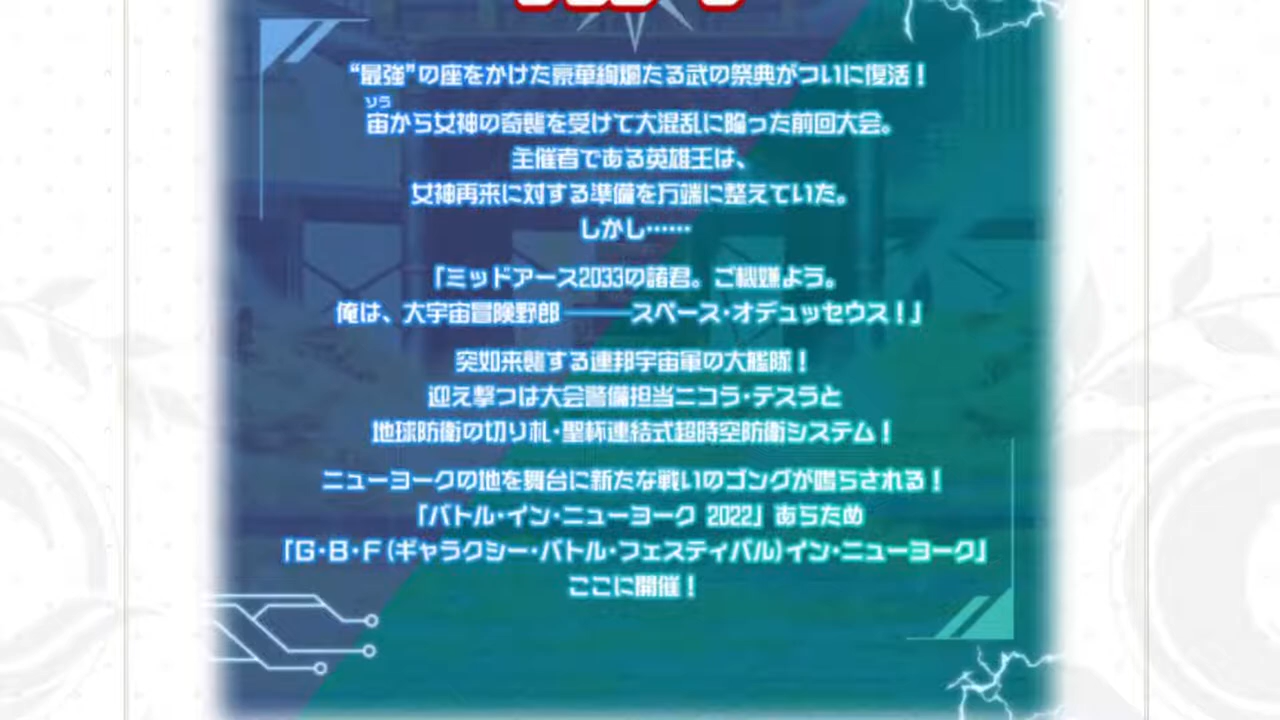 “最強”の座をかけた豪華絢爛たる武の祭典がついに復活！
ソラ
宙から女神の奇襲を受けて大混乱に陥った前回大会。
主催者である英雄王は、
女神再来に対する準備を万端に整えていた。
しかし……
「ミッドアース2033の諸君。ご機嫌よう。
俺は、大宇宙冒険野郎―――スペース・オデュッセウス！」
突如来襲する連邦宇宙軍の大艦隊！
迎え撃つは大会警備担当ニコラ・テスラと
地球防衛の切り札・聖杯連結式超時空防衛システム！
ニューヨークの地を舞台に新たな戦いのゴングが鳴らされる！
「バトル・イン・ニューヨーク 2022」あらため
「G・B・F（ギャラクシー・バトル・フェスティバル）イン・ニューヨーク」
ここに開催！